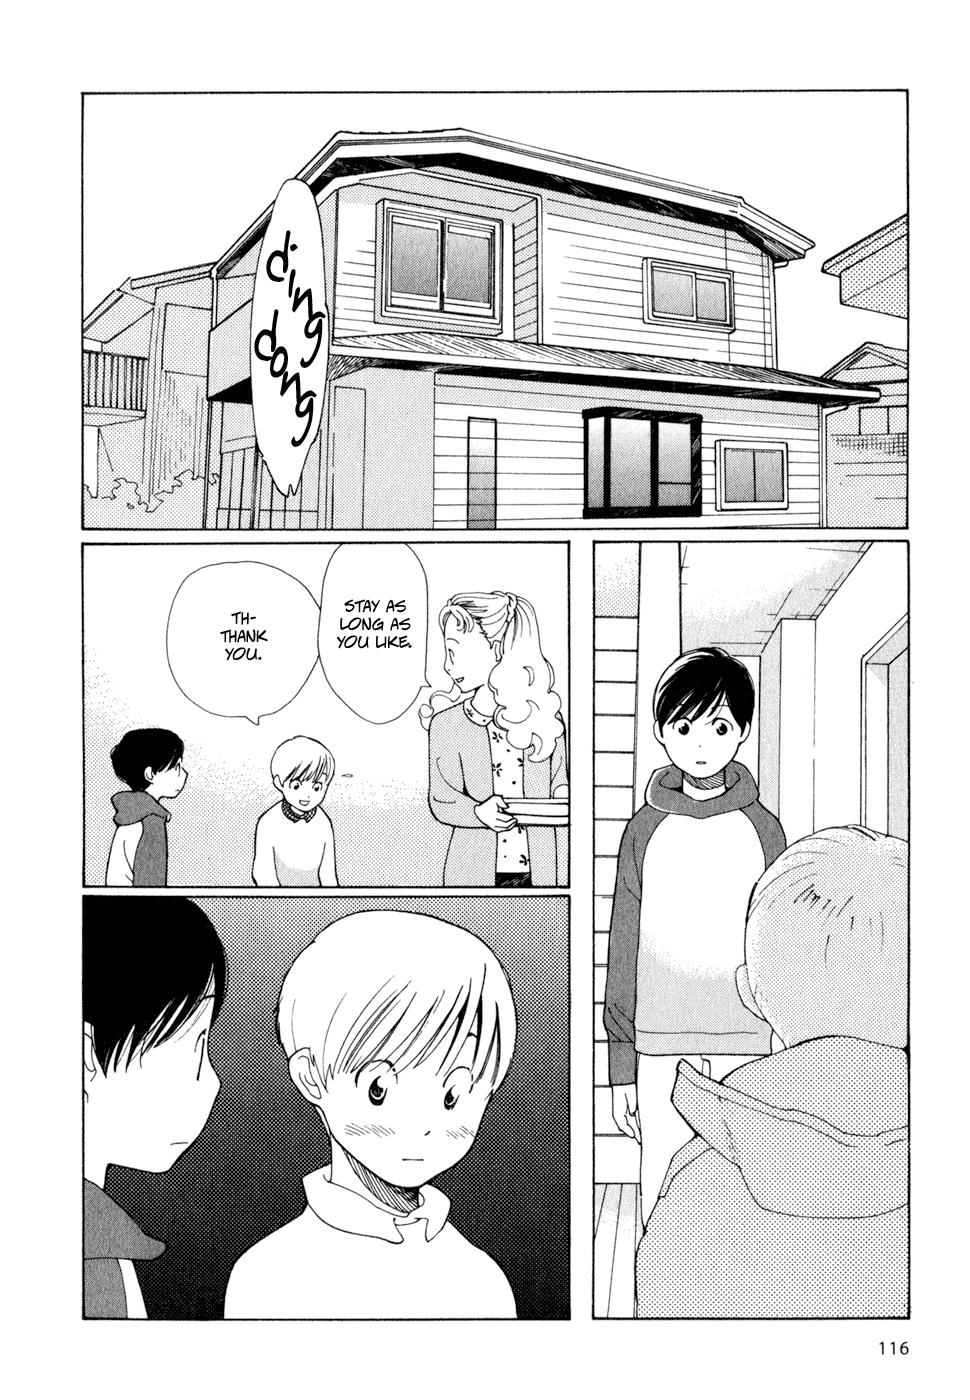 ding
dong
STAY AS
LONG AS
YOU LIKE.
TH-
THANK
YOU.
116